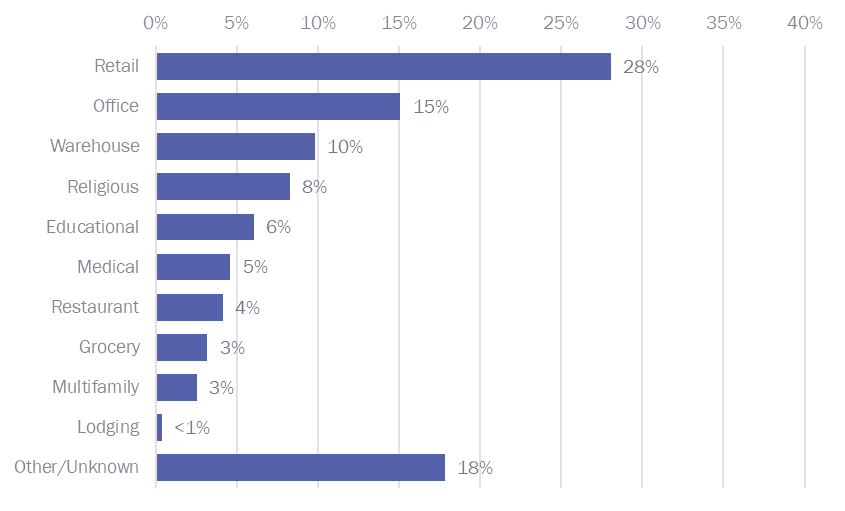 0% 5% 10% 15% 20% 25% 30% 35% 40%
Retail 28%
Office 15%
Warehouse 10%
Religious 8%
Educational 6%
Medical 5%
Restaurant 4%
Grocery 3%
Multifamily 3%
Lodging <1%
Other/Unknown 18%